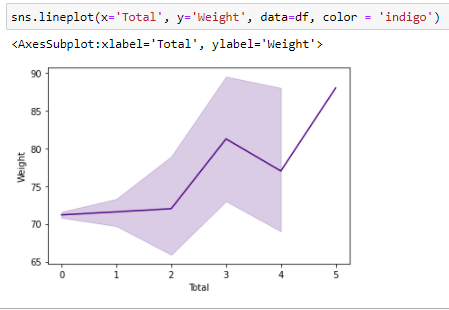 sns.lineplot(x='Total', y='Weight', data=df, color = 'indigo')
<AxesSubplot:xlabel='Total', ylabel='Weight'>
90
85
80
75
70
65
Weight
0 1 2 3 4 5
Total